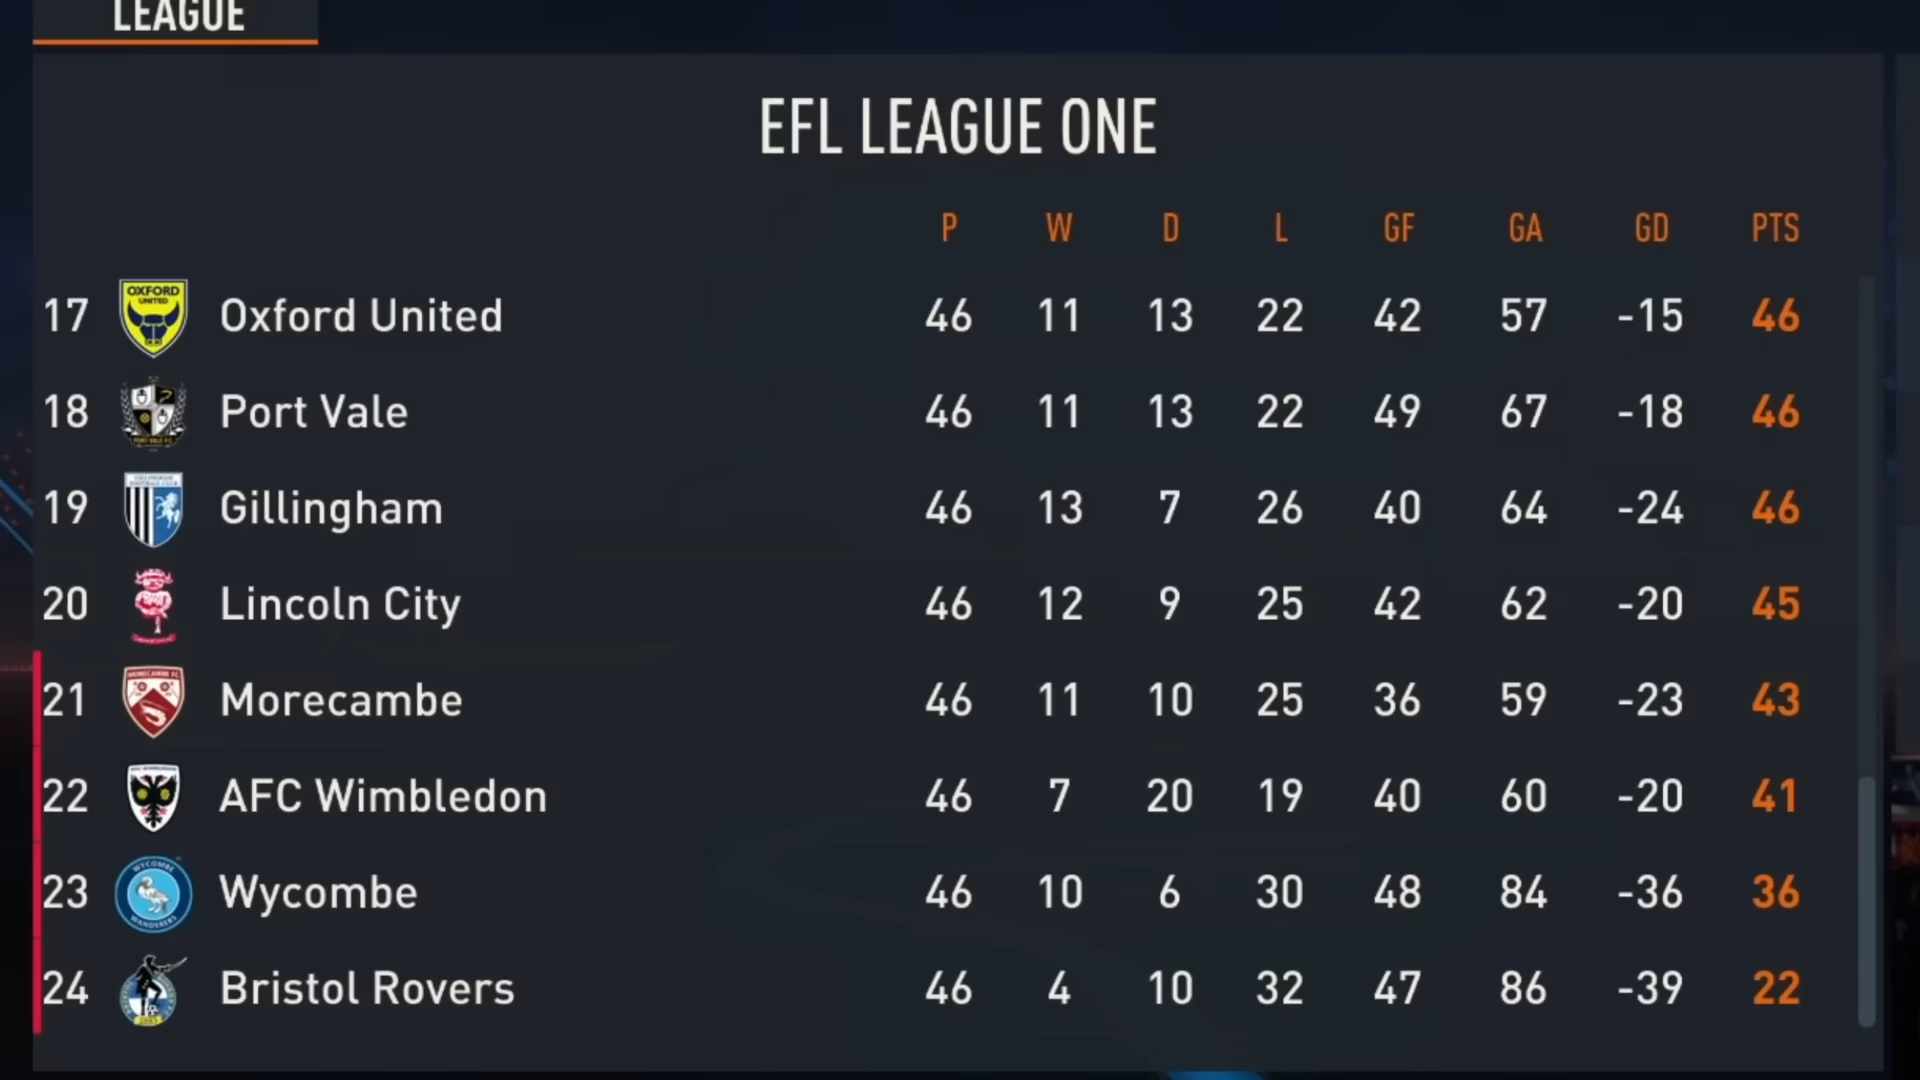 LEAGUE
EFL LEAGUE ONE
P W D L GF GA GD PTS
17 OXFORD UNITED Oxford United 46 11 13 22 42 57 -15 46
18 Port Vale 46 11 13 22 49 67 -18 46
19 Gillingham 46 13 7 26 40 64 -24 46
20 Lincoln City 46 12 9 25 42 62 -20 45
21 Morecambe 46 11 10 25 36 59 -23 43
22 AFC Wimbledon 46 7 20 19 40 60 -20 41
23 WYCOMBE WANDERERS Wycombe 46 10 6 30 48 84 -36 36
24 Bristol Rovers 46 4 10 32 47 86 -39 22